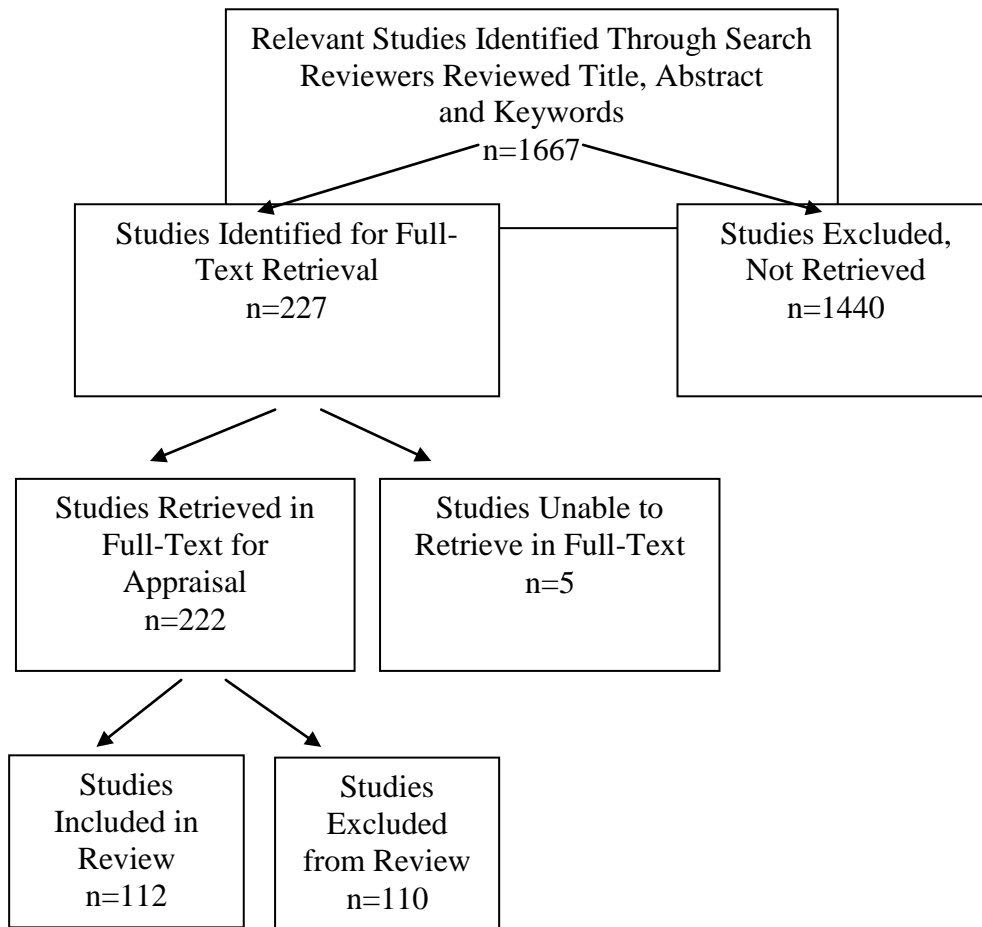 Relevant Studies Identified Through Search
Reviewers Reviewed Title, Abstract
and Keywords
n=1667
Studies Identified for Full-
Text Retrieval
n=227
Studies Excluded,
Not Retrieved
n=1440
Studies Retrieved in
Full-Text for
Appraisal
n=222
Studies Unable to
Retrieve in Full-Text
n=5
Studies
Included in
Review
n=112
Studies
Excluded
from Review
n=110